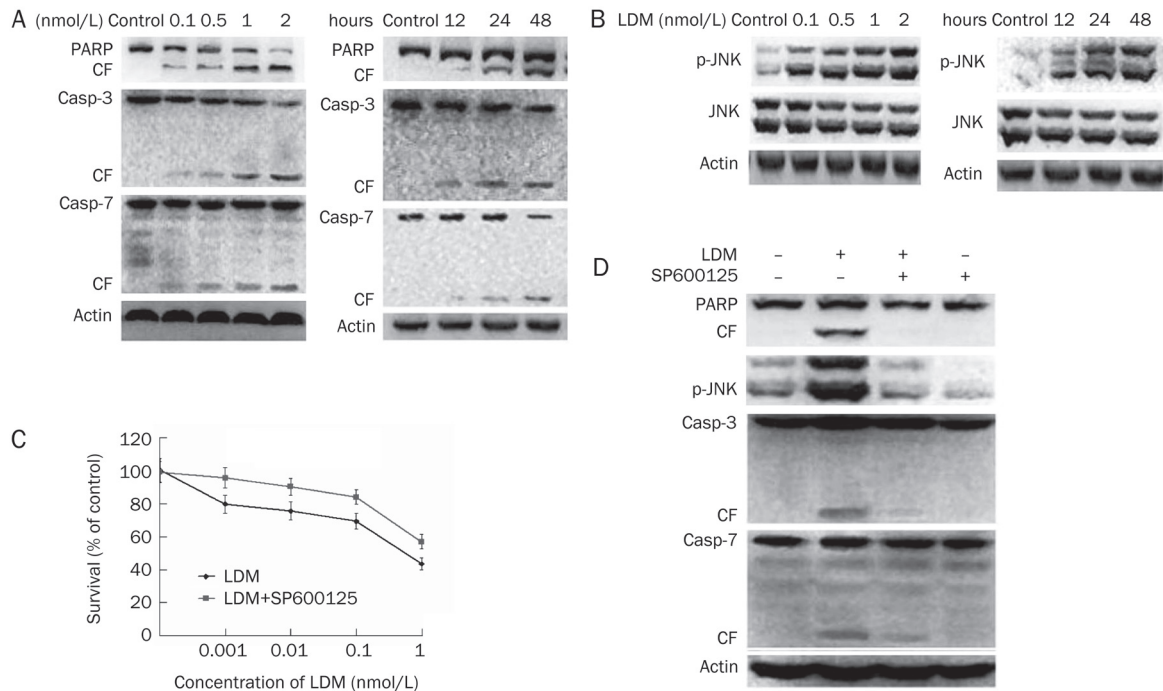 A
(nmol/L) Control 0.1 0.5 1 2
PARP
CF
Casp-3
CF
Casp-7
CF
Actin
hours Control 12 24 48
PARP
CF
Casp-3
CF
Casp-7
CF
Actin
B
LDM (nmol/L) Control 0.1 0.5 1 2
p-JNK
JNK
Actin
hours Control 12 24 48
p-JNK
JNK
Actin
C
Survival (% of control)
120
100
80
60
40
20
0
LDM
LDM+SP600125
0.001 0.01 0.1 1
Concentration of LDM (nmol/L)
D
LDM – + + –
SP600125 – – + +
PARP
CF
p-JNK
Casp-3
CF
Casp-7
CF
Actin